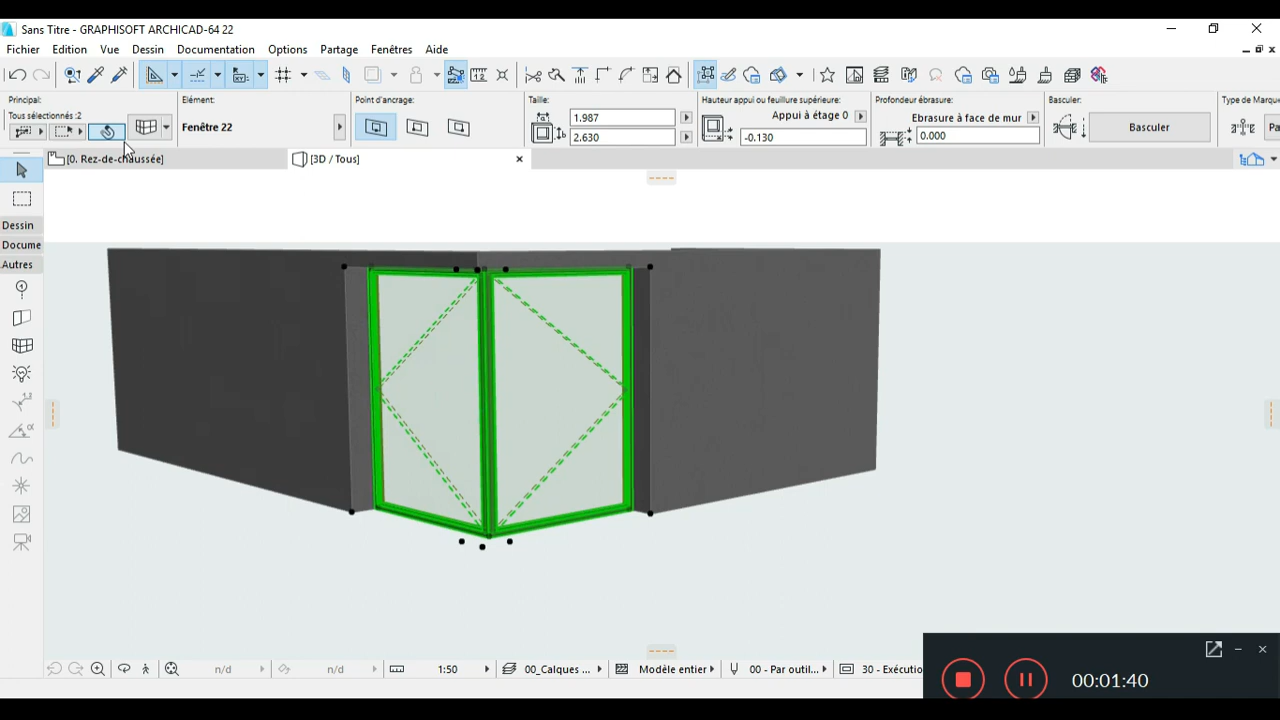 Sans Titre - GRAPHISOFT ARCHICAD-64 22
Fichier Edition Vue Dessin Documentation Options Partage Fenêtres Aide
Principal: Elément: Point d'ancrage: Taille: Hauteur appui ou feuillure supérieure: Profondeur ébrasure: Basculer: Type de Marque
Tous sélectionnés :2
Fenêtre 22
1.987
2.630
Appui à étage 0
-0.130
Ebrasure à face de mur
0.000
Basculer
Pa
[0. Rez-de-chaussée] [3D / Tous]
Dessin
Docume
Autres
n/d n/d 1:50 00_Calques ... Modèle entier 00 - Par outil... 30 - Exécutio
00:01:40